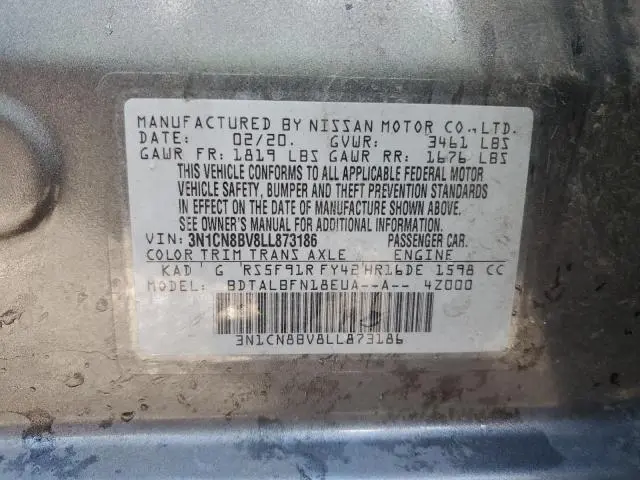 MANUFACTURED BY NISSAN MOTOR CO., LTD.
DATE: 02/20. GVWR: 3461 LBS
GAWR FR: 1819 LBS GAWR RR: 1676 LBS
THIS VEHICLE CONFORMS TO ALL APPLICABLE FEDERAL MOTOR
VEHICLE SAFETY, BUMPER AND THEFT PREVENTION STANDARDS
IN EFFECT ON THE DATE OF MANUFACTURE SHOWN ABOVE.
SEE OWNER'S MANUAL FOR ADDITIONAL INFORMATION.
VIN: 3N1CN8BV8LL873186 PASSENGER CAR.
COLOR TRIM TRANS AXLE ENGINE
KAD G RS5F91R FY42 HR16DE 1598 CC
MODEL: BDTALBFN18EUA--A-- 4Z000
3N1CN8BV8LL873186